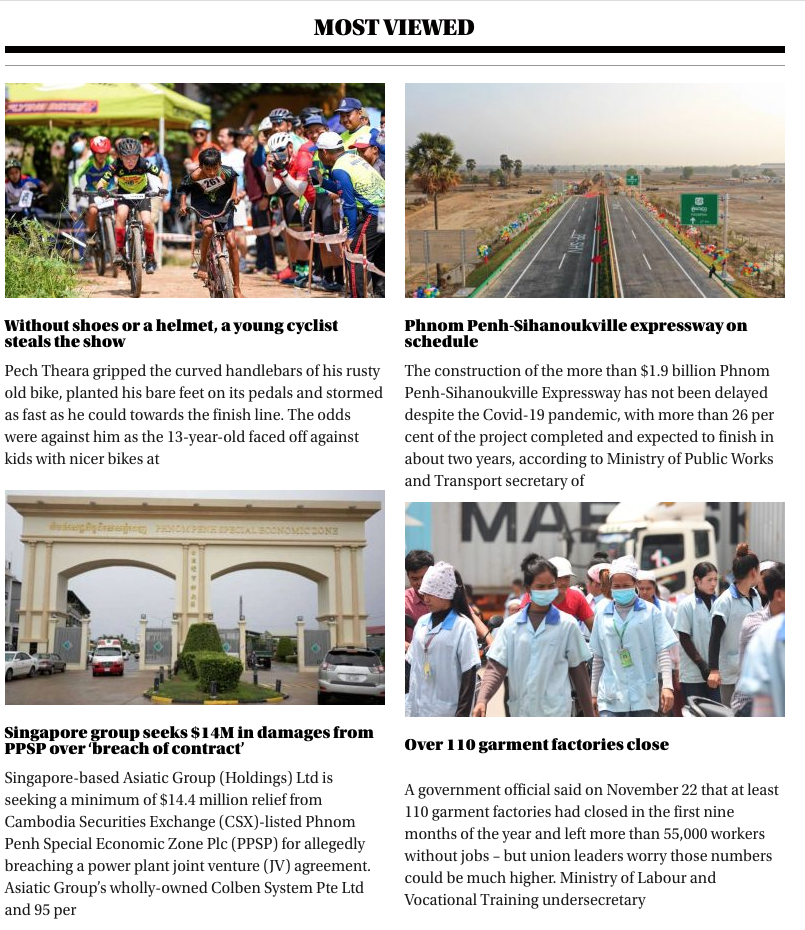 MOST VIEWED
261
Without shoes or a helmet, a young cyclist
steals the show
Pech Theara gripped the curved handlebars of his rusty
old bike, planted his bare feet on its pedals and stormed
as fast as he could towards the finish line. The odds
were against him as the 13-year-old faced off against
kids with nicer bikes at
Phnom Penh-Sihanoukville expressway on
schedule
The construction of the more than $1.9 billion Phnom
Penh-Sihanoukville Expressway has not been delayed
despite the Covid-19 pandemic, with more than 26 per
cent of the project completed and expected to finish in
about two years, according to Ministry of Public Works
and Transport secretary of
PHNOM PENH SPECIAL ECONOMIC ZONE
Singapore group seeks $14M in damages from
PPSP over ‘breach of contract’
Singapore-based Asiatic Group (Holdings) Ltd is
seeking a minimum of $14.4 million relief from
Cambodia Securities Exchange (CSX)-listed Phnom
Penh Special Economic Zone Plc (PPSP) for allegedly
breaching a power plant joint venture (JV) agreement.
Asiatic Group’s wholly-owned Colben System Pte Ltd
and 95 per
Over 110 garment factories close
A government official said on November 22 that at least
110 garment factories had closed in the first nine
months of the year and left more than 55,000 workers
without jobs – but union leaders worry those numbers
could be much higher. Ministry of Labour and
Vocational Training undersecretary